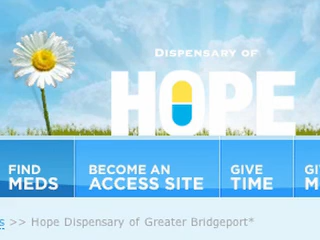 DISPENSARY OF
HOPE
FIND
MEDS
BECOME AN
ACCESS SITE
GIVE
TIME
s >> Hope Dispensary of Greater Bridgeport*